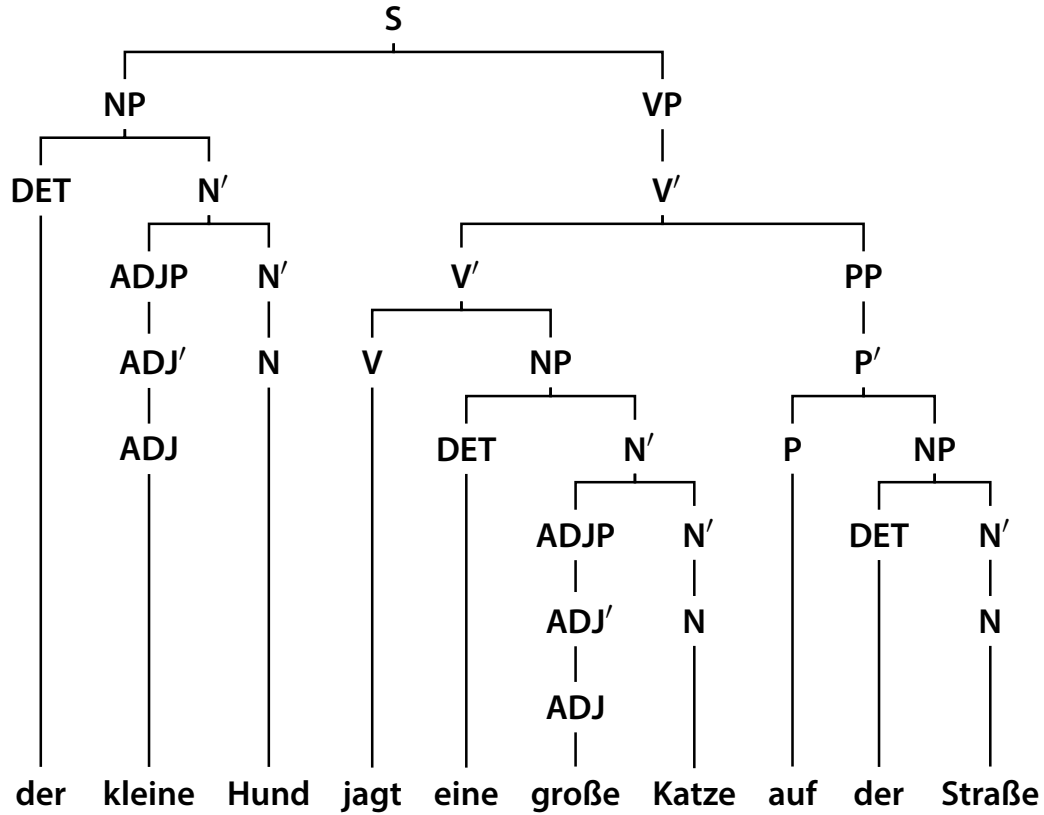 S
NP VP
DET N′ V′
ADJP N′ V′ PP
ADJ′ N V NP P′
ADJ DET N′ P NP
ADJP N′ DET N′
ADJ′ N N
ADJ
der kleine Hund jagt eine große Katze auf der Straße